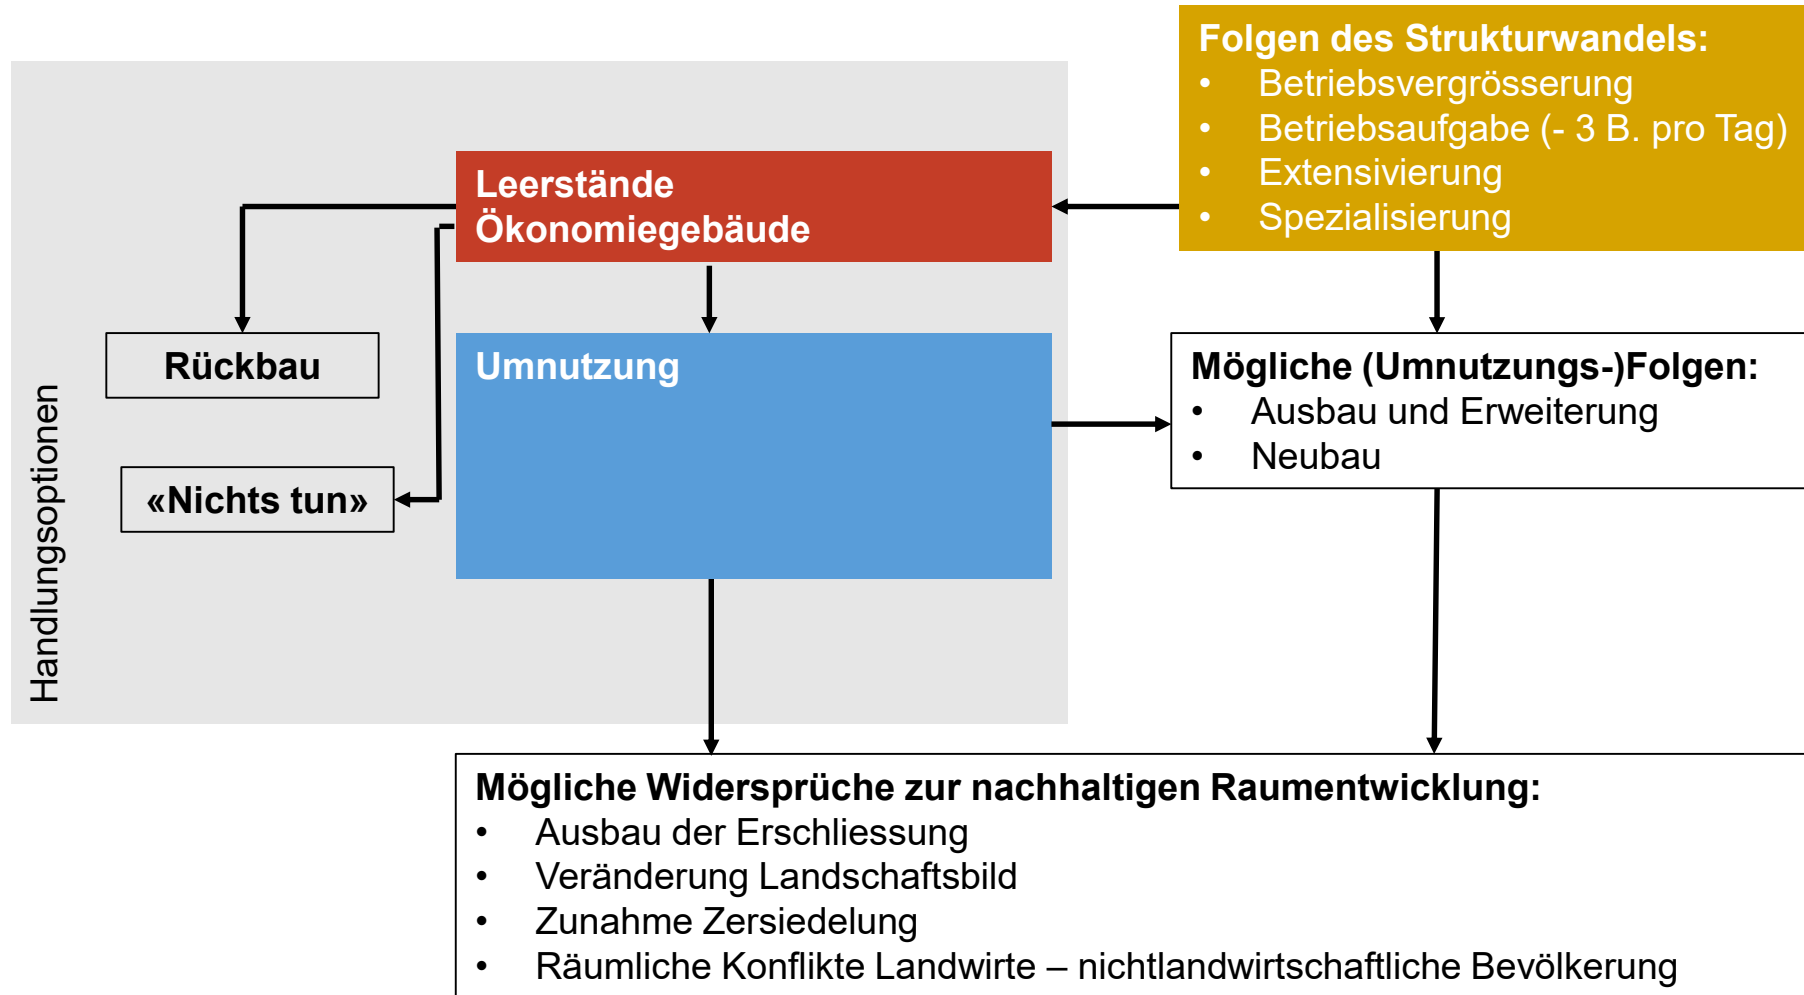 Folgen des Strukturwandels:
• Betriebsvergrösserung
• Betriebsaufgabe (- 3 B. pro Tag)
• Extensivierung
• Spezialisierung
Leerstände
Ökonomiegebäude
Rückbau
«Nichts tun»
Handlungsoptionen
Umnutzung
Mögliche (Umnutzungs-)Folgen:
• Ausbau und Erweiterung
• Neubau
Mögliche Widersprüche zur nachhaltigen Raumentwicklung:
• Ausbau der Erschliessung
• Veränderung Landschaftsbild
• Zunahme Zersiedelung
• Räumliche Konflikte Landwirte – nichtlandwirtschaftliche Bevölkerung